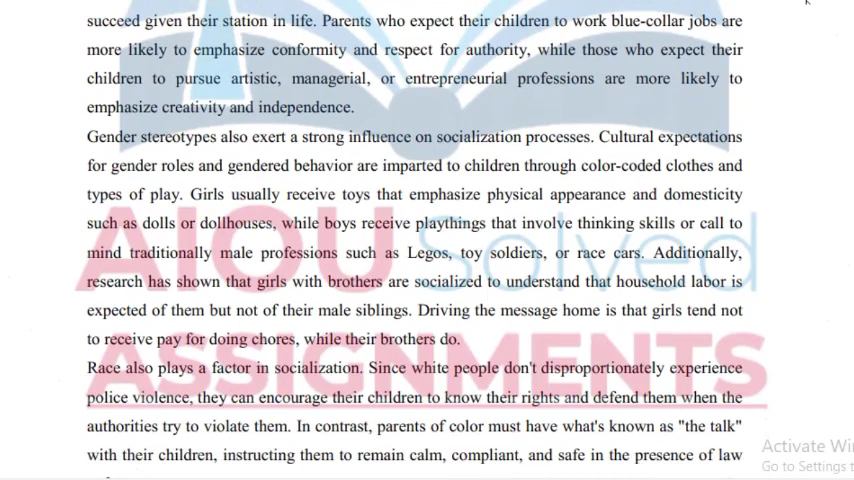 succeed given their station in life. Parents who expect their children to work blue-collar jobs are
more likely to emphasize conformity and respect for authority, while those who expect their
children to pursue artistic, managerial, or entrepreneurial professions are more likely to
emphasize creativity and independence.
Gender stereotypes also exert a strong influence on socialization processes. Cultural expectations
for gender roles and gendered behavior are imparted to children through color-coded clothes and
types of play. Girls usually receive toys that emphasize physical appearance and domesticity
such as dolls or dollhouses, while boys receive playthings that involve thinking skills or call to
mind traditionally male professions such as Legos, toy soldiers, or race cars. Additionally,
research has shown that girls with brothers are socialized to understand that household labor is
expected of them but not of their male siblings. Driving the message home is that girls tend not
to receive pay for doing chores, while their brothers do.
Race also plays a factor in socialization. Since white people don't disproportionately experience
police violence, they can encourage their children to know their rights and defend them when the
authorities try to violate them. In contrast, parents of color must have what's known as "the talk"
with their children, instructing them to remain calm, compliant, and safe in the presence of law
AIOU Solved
ASSIGNMENTS
Activate Wi
Go to Settings t